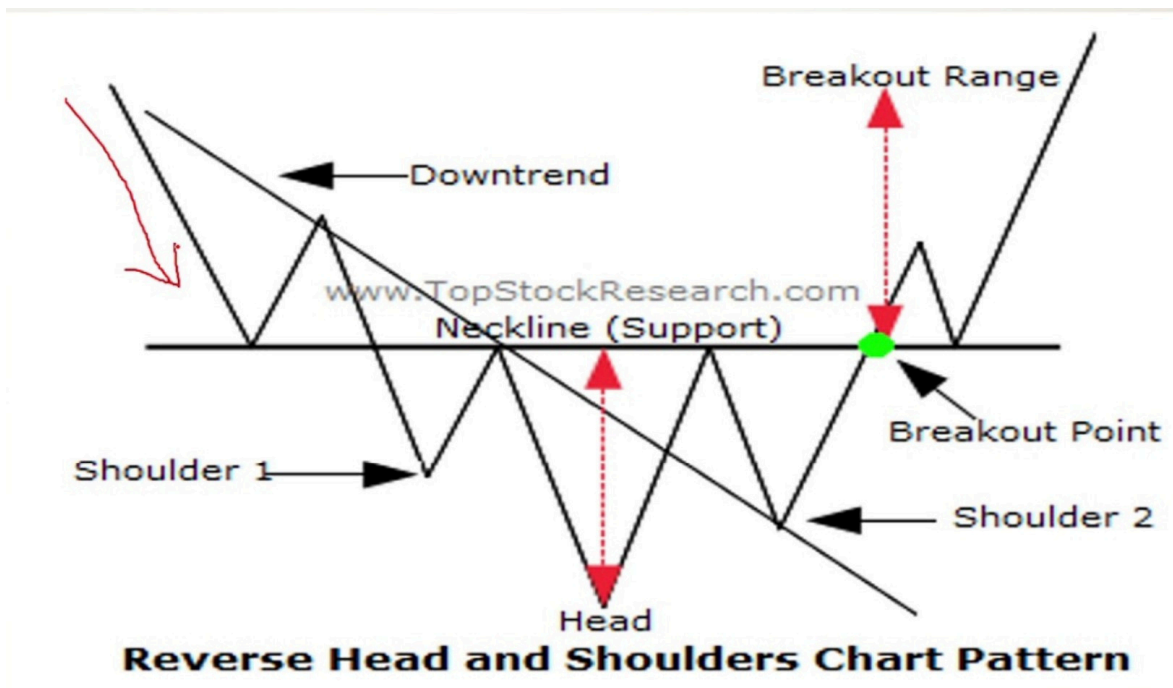 Breakout Range
Downtrend
www.TopStockResearch.com
Neckline (Support)
Breakout Point
Shoulder 1
Shoulder 2
Head
Reverse Head and Shoulders Chart Pattern